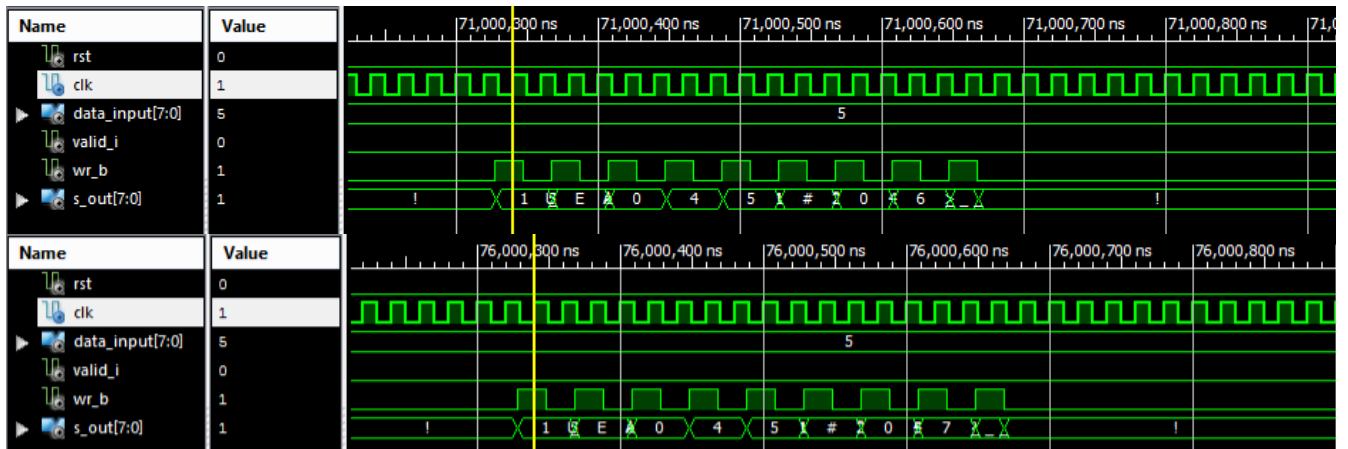 Name Value 71,000,300 ns 71,000,400 ns 71,000,500 ns 71,000,600 ns 71,000,700 ns 71,000,800 ns 71,0
rst 0
clk 1
data_input[7:0] 5 5
valid_i 0
wr_b 1
s_out[7:0] 1 ! 1 E 0 4 5 # 0 6 _ !
Name Value 76,000,300 ns 76,000,400 ns 76,000,500 ns 76,000,600 ns 76,000,700 ns 76,000,800 ns
rst 0
clk 1
data_input[7:0] 5 5
valid_i 0
wr_b 1
s_out[7:0] 1 ! 1 E 0 4 5 # 0 7 _ !